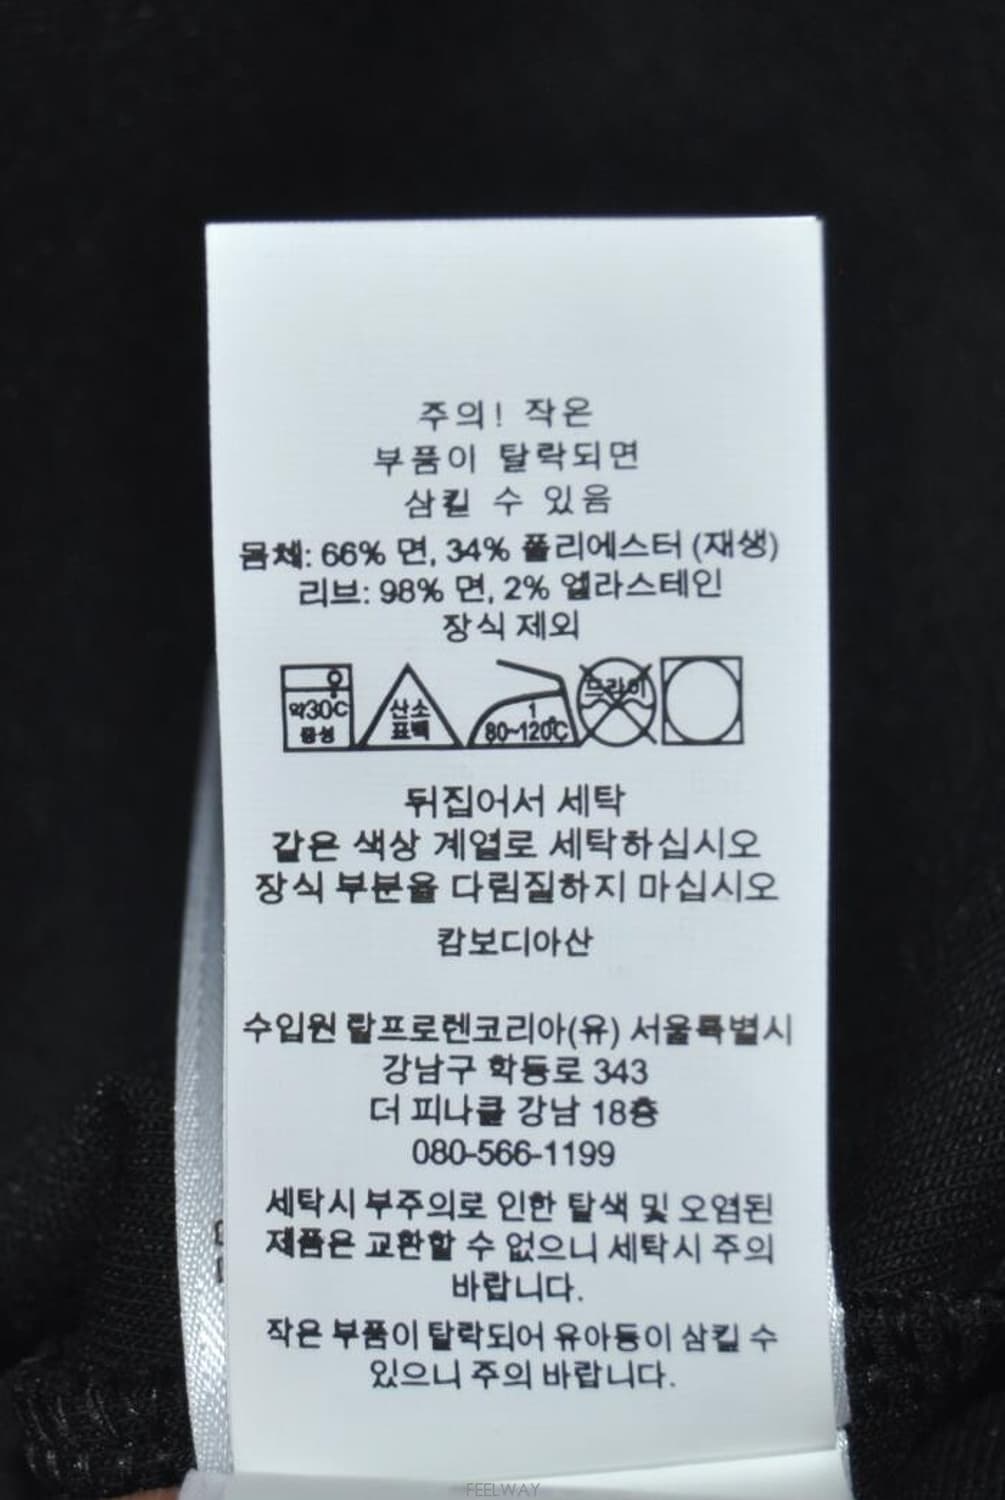 주의! 작은
부품이 탈락되면
삼킬 수 있음
몸체: 66% 면, 34% 폴리에스터 (재생)
리브: 98% 면, 2% 엘라스테인
장식 제외
약30℃
중성
산소
표백
1
80~120℃
드라이
뒤집어서 세탁
같은 색상 계열로 세탁하십시오
장식 부분을 다림질하지 마십시오
캄보디아산
수입원 랄프로렌코리아(유) 서울특별시
강남구 학동로 343
더 피나클 강남 18층
080-566-1199
세탁시 부주의로 인한 탈색 및 오염된
제품은 교환할 수 없으니 세탁시 주의
바랍니다.
작은 부품이 탈락되어 유아등이 삼킬 수
있으니 주의 바랍니다.
FEELWAY